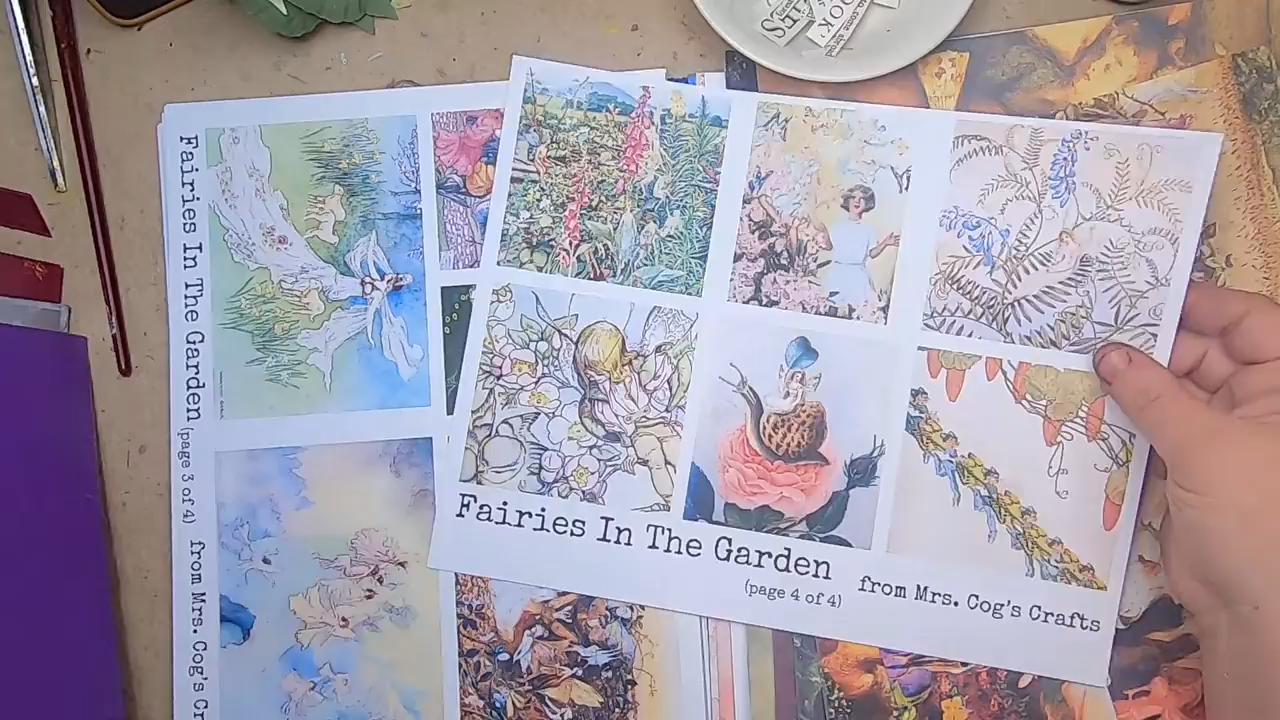 Fairies In The Garden (page 3 of 4) from Mrs. Cog's Cr
Fairies In The Garden
(page 4 of 4)
from Mrs. Cog's Crafts